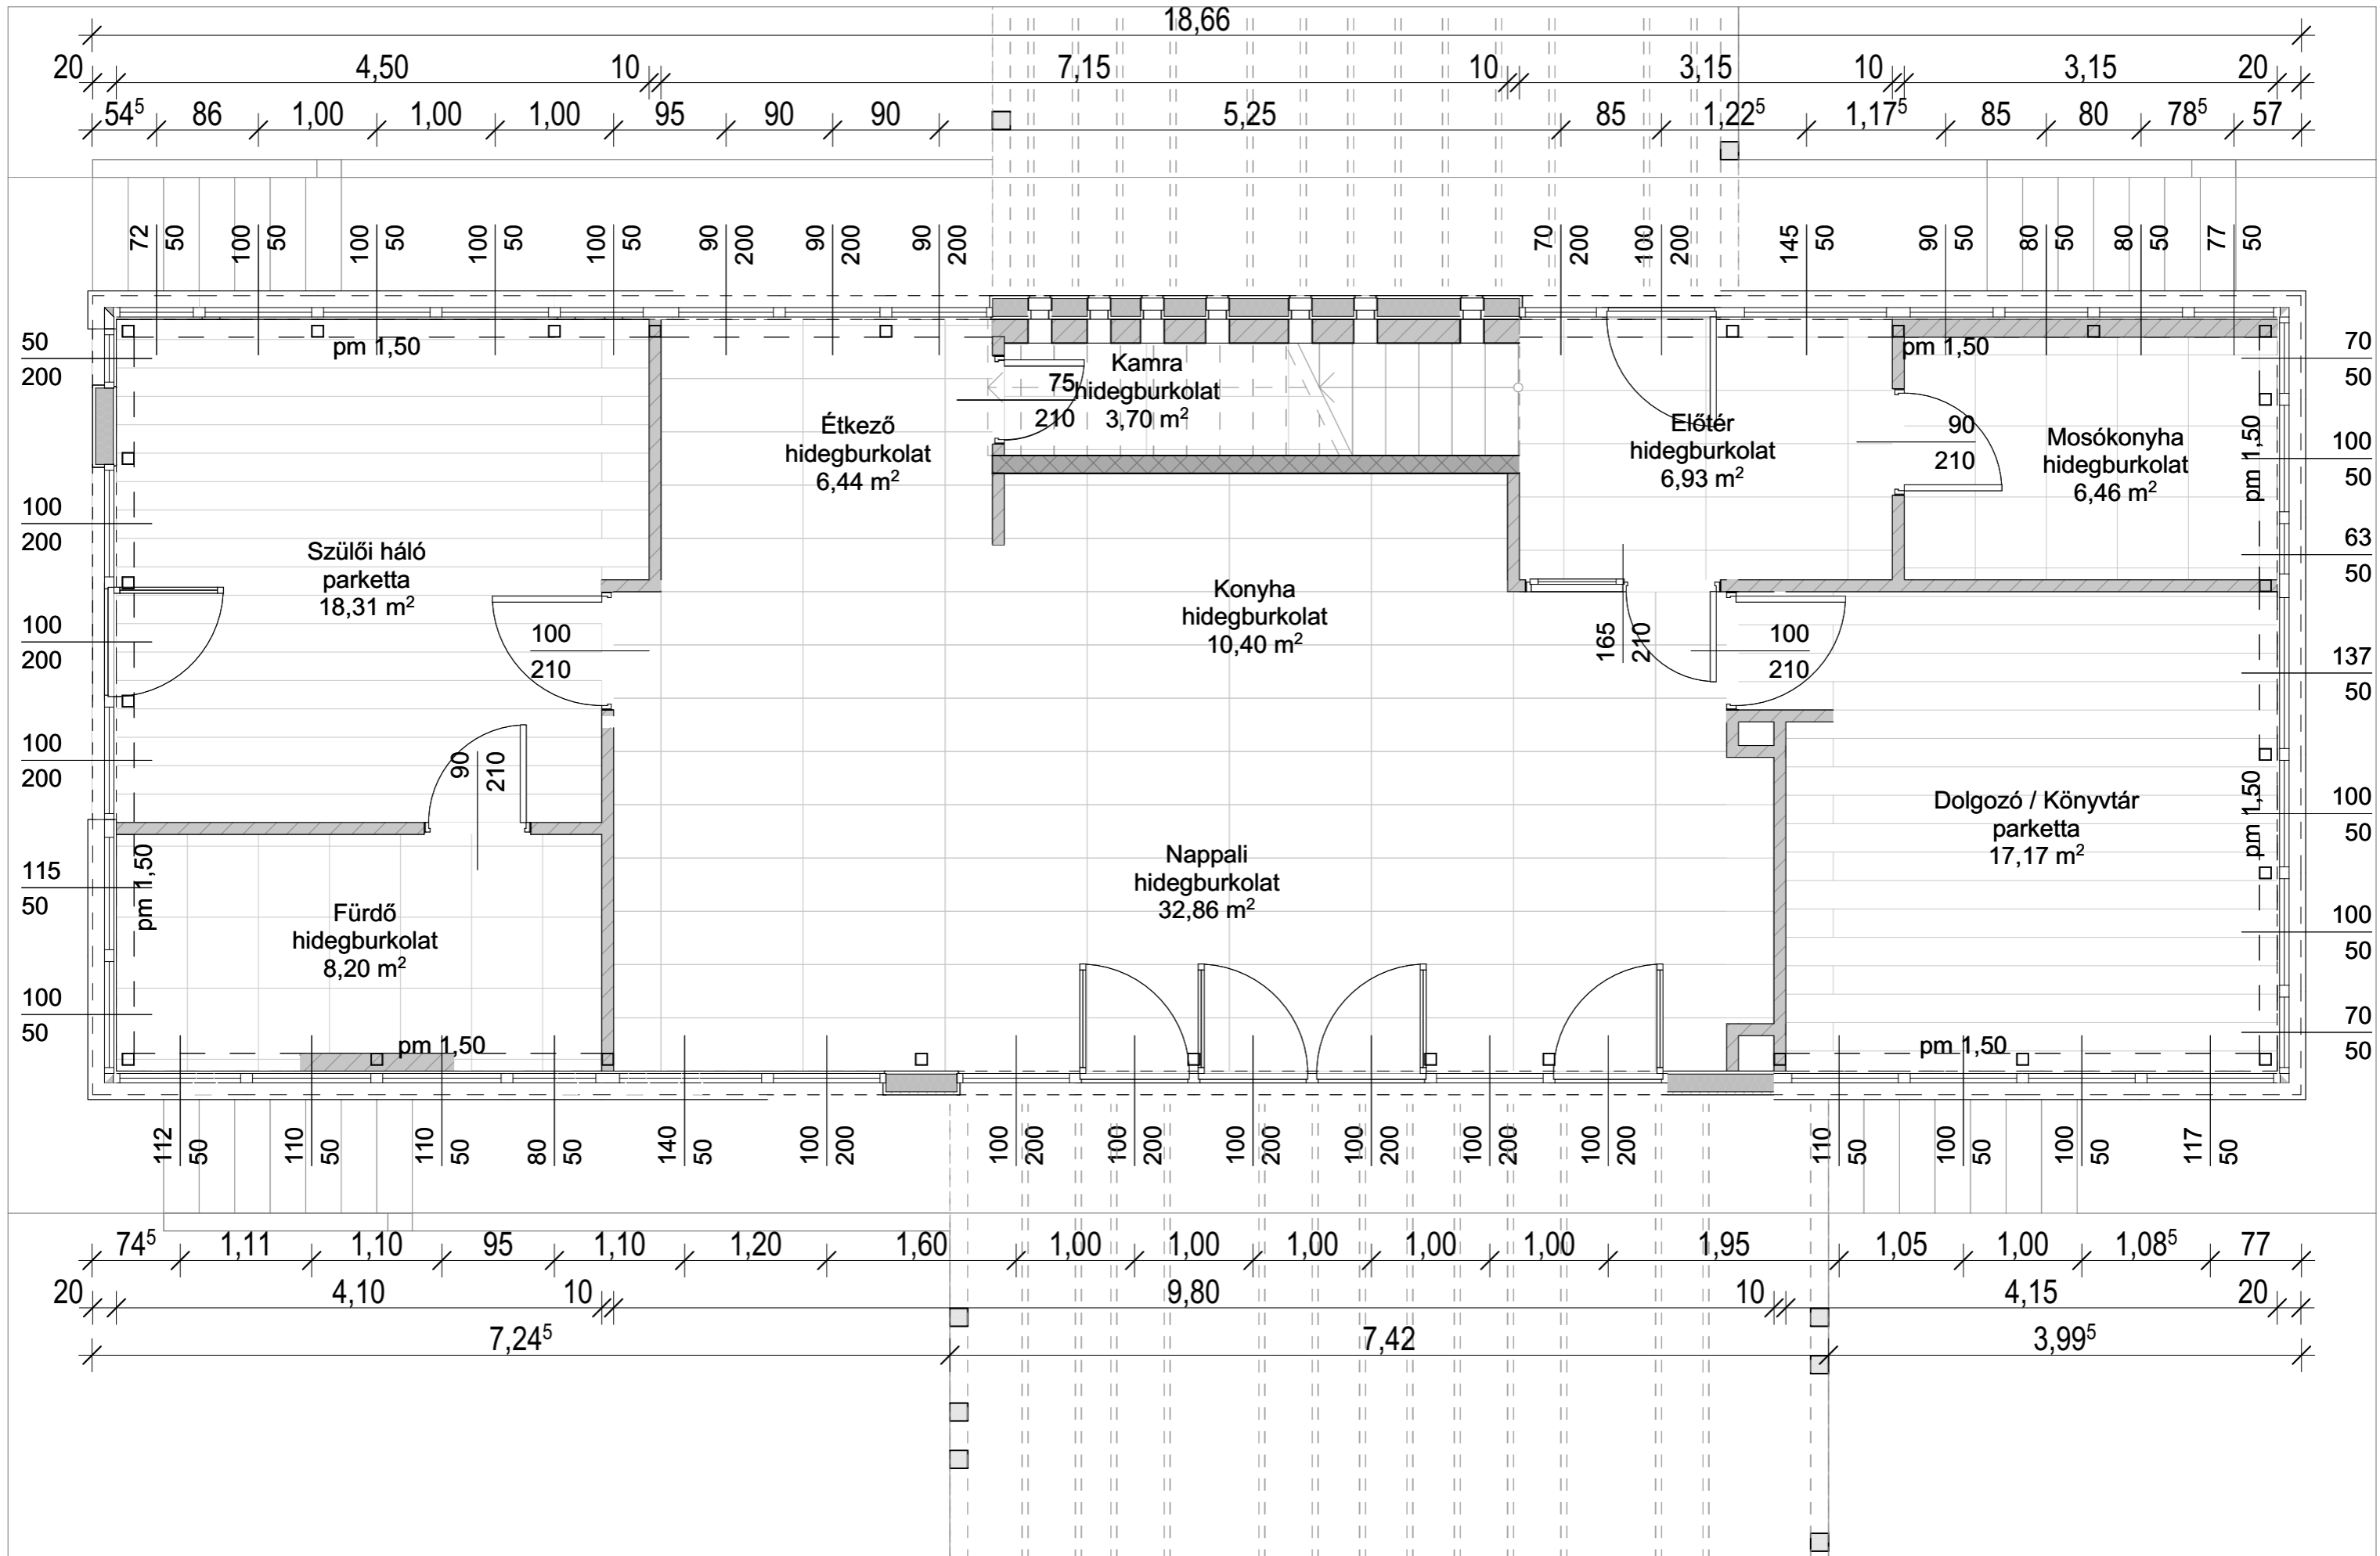 18,66
20 4,50 10 7,15 10 3,15 10 3,15 20
54⁵ 86 1,00 1,00 1,00 95 90 90 5,25 85 1,22⁵ 1,17⁵ 85 80 78⁵ 57
72 50 100 50 100 50 100 50 100 50 90 200 90 200 90 200 70 200 100 200 145 50 90 50 80 50 80 50 77 50
pm 1,50
pm 1,50
50
200
100
200
100
200
100
200
115
50
100
50
Kamra
hidegburkolat
3,70 m²
75
210
Étkező
hidegburkolat
6,44 m²
Előtér
hidegburkolat
6,93 m²
90
210
Mosókonyha
hidegburkolat
6,46 m²
pm 1,50
70
50
100
50
63
50
137
50
100
50
100
50
70
50
Szülői háló
parketta
18,31 m²
100
210
Konyha
hidegburkolat
10,40 m²
165
210
100
210
90
210
Dolgozó / Könyvtár
parketta
17,17 m²
pm 1,50
Nappali
hidegburkolat
32,86 m²
pm 1,50
Fürdő
hidegburkolat
8,20 m²
pm 1,50
pm 1,50
112 50 110 50 110 50 80 50 140 50 100 200 100 200 100 200 100 200 100 200 100 200 100 200 110 50 100 50 100 50 117 50
74⁵ 1,11 1,10 95 1,10 1,20 1,60 1,00 1,00 1,00 1,00 1,00 1,95 1,05 1,00 1,08⁵ 77
20 4,10 10 9,80 10 4,15 20
7,24⁵ 7,42 3,99⁵